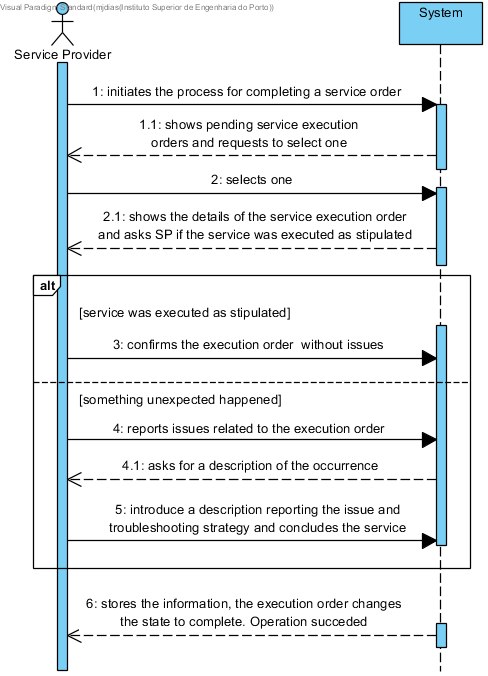 Visual Paradigm Standard(mjdias(Instituto Superior de Engenharia do Porto))
System
Service Provider
1: initiates the process for completing a service order
1.1: shows pending service execution
orders and requests to select one
2: selects one
2.1: shows the details of the service execution order
and asks SP if the service was executed as stipulated
alt
[service was executed as stipulated]
3: confirms the execution order  without issues
[something unexpected happened]
4: reports issues related to the execution order
4.1: asks for a description of the occurrence
5: introduce a description reporting the issue and
troubleshooting strategy and concludes the service
6: stores the information, the execution order changes
the state to complete. Operation succeded